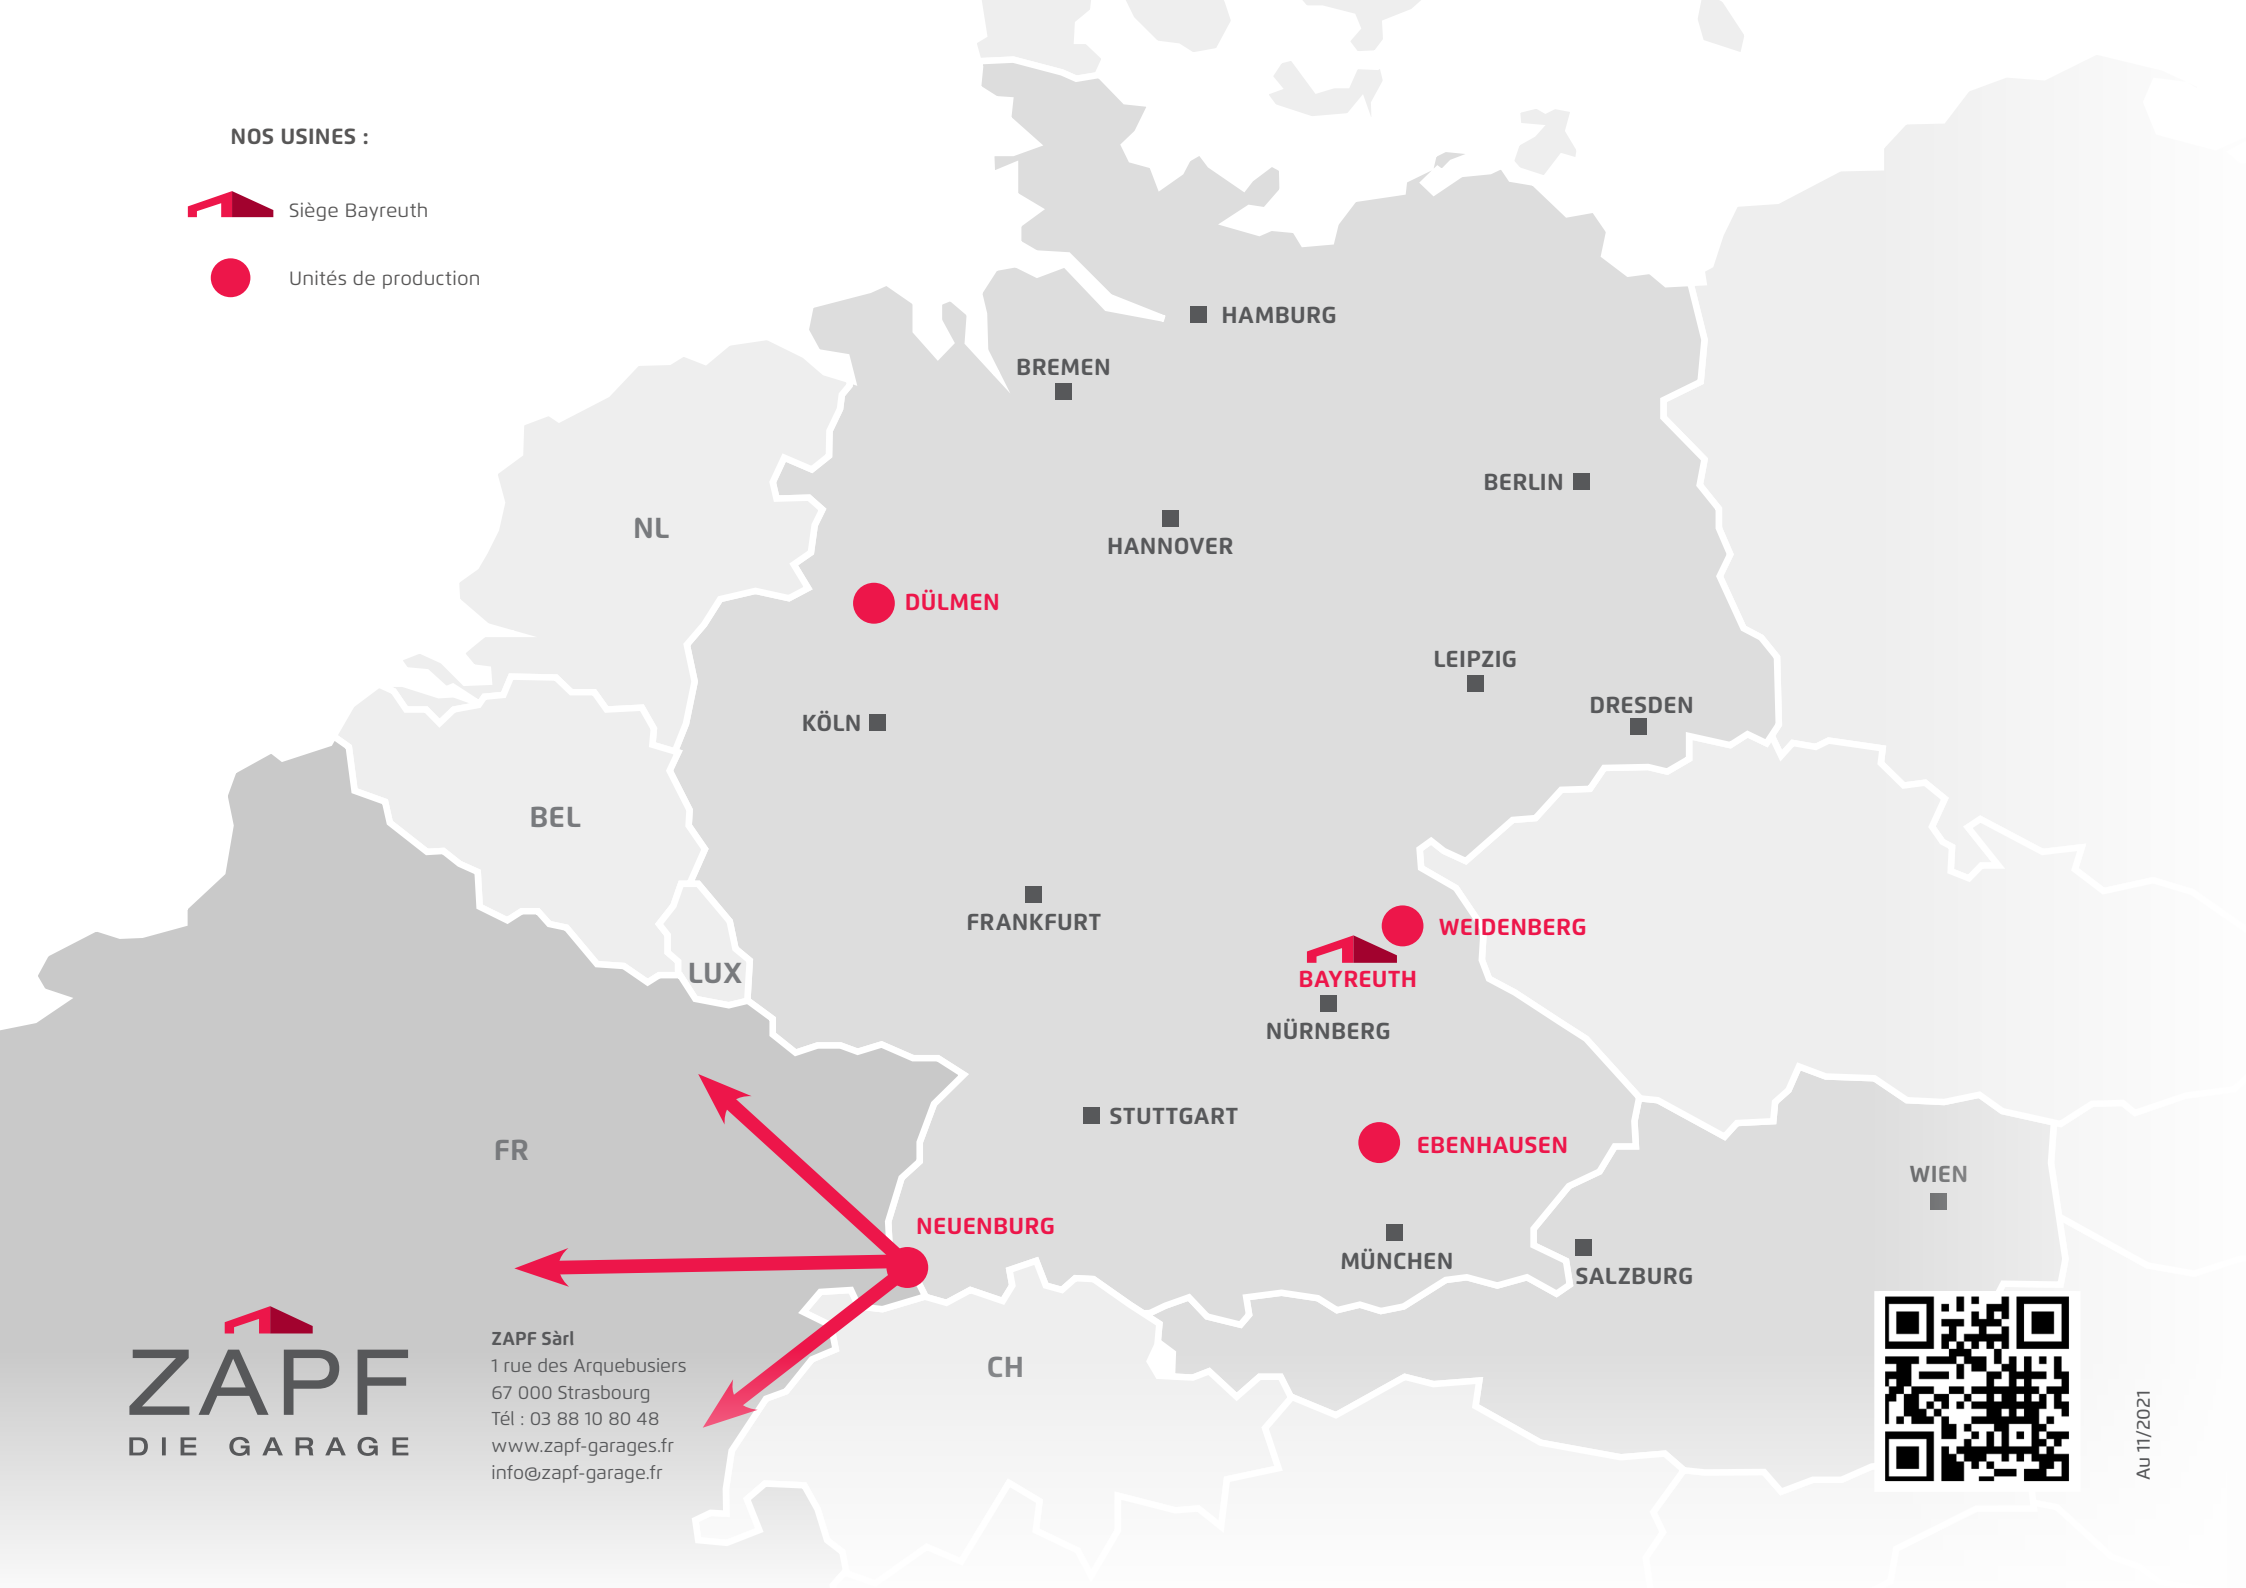 NOS USINES :
Siège Bayreuth
Unités de production
HAMBURG
BREMEN
BERLIN
NL
HANNOVER
DÜLMEN
LEIPZIG
DRESDEN
KÖLN
BEL
FRANKFURT
WEIDENBERG
LUX
BAYREUTH
NÜRNBERG
STUTTGART
FR
EBENHAUSEN
WIEN
NEUENBURG
MÜNCHEN
SALZBURG
CH
ZAPF
DIE GARAGE
ZAPF Sàrl
1 rue des Arquebusiers
67 000 Strasbourg
Tél : 03 88 10 80 48
www.zapf-garages.fr
info@zapf-garage.fr
Au 11/2021